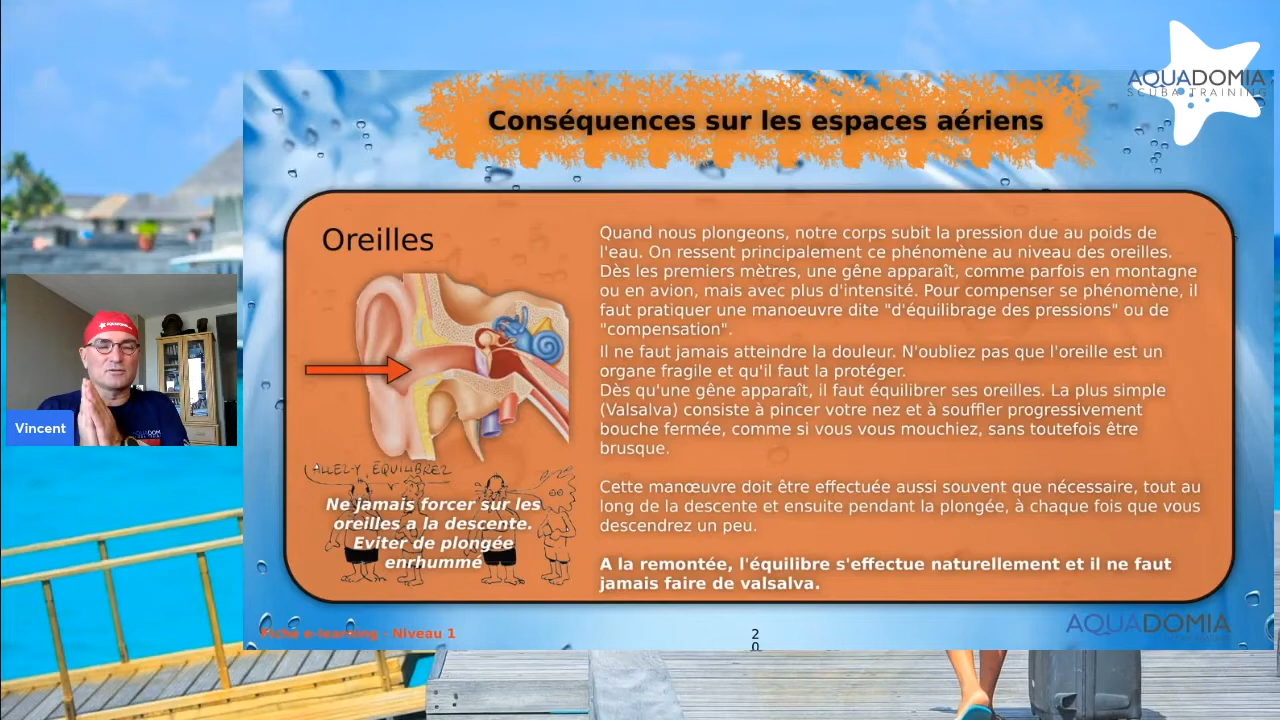 AQUADOMIA
SCUBA TRAINING
Conséquences sur les espaces aériens
Oreilles
Quand nous plongeons, notre corps subit la pression due au poids de
l'eau. On ressent principalement ce phénomène au niveau des oreilles.
Dès les premiers mètres, une gêne apparaît, comme parfois en montagne
ou en avion, mais avec plus d'intensité. Pour compenser se phénomène, il
faut pratiquer une manoeuvre dite "d'équilibrage des pressions" ou de
"compensation".
Il ne faut jamais atteindre la douleur. N'oubliez pas que l'oreille est un
organe fragile et qu'il faut la protéger.
Dès qu'une gêne apparaît, il faut équilibrer ses oreilles. La plus simple
(Valsalva) consiste à pincer votre nez et à souffler progressivement
bouche fermée, comme si vous vous mouchiez, sans toutefois être
brusque.
Cette manœuvre doit être effectuée aussi souvent que nécessaire, tout au
long de la descente et ensuite pendant la plongée, à chaque fois que vous
descendrez un peu.
A la remontée, l'équilibre s'effectue naturellement et il ne faut
jamais faire de valsalva.
ALLEZ-Y, EQUILIBREZ
Ne jamais forcer sur les
oreilles a la descente.
Eviter de plongée
enrhummé
Vincent
Fiche e-learning - Niveau 1
2
0
AQUADOMIA